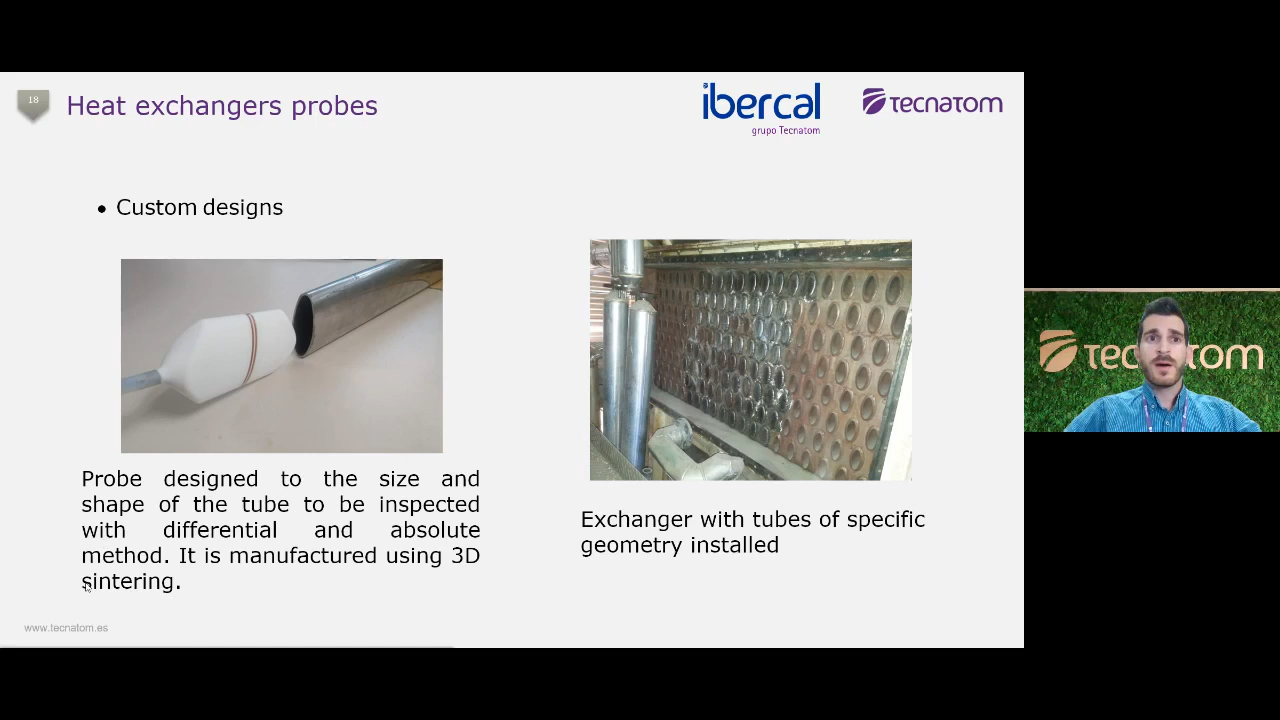 18
Heat exchangers probes
ibercal
grupo Tecnatom
tecnatom
• Custom designs
Probe designed to the size and
shape of the tube to be inspected
with differential and absolute
method. It is manufactured using 3D
sintering.
Exchanger with tubes of specific
geometry installed
www.tecnatom.es
tecnatom